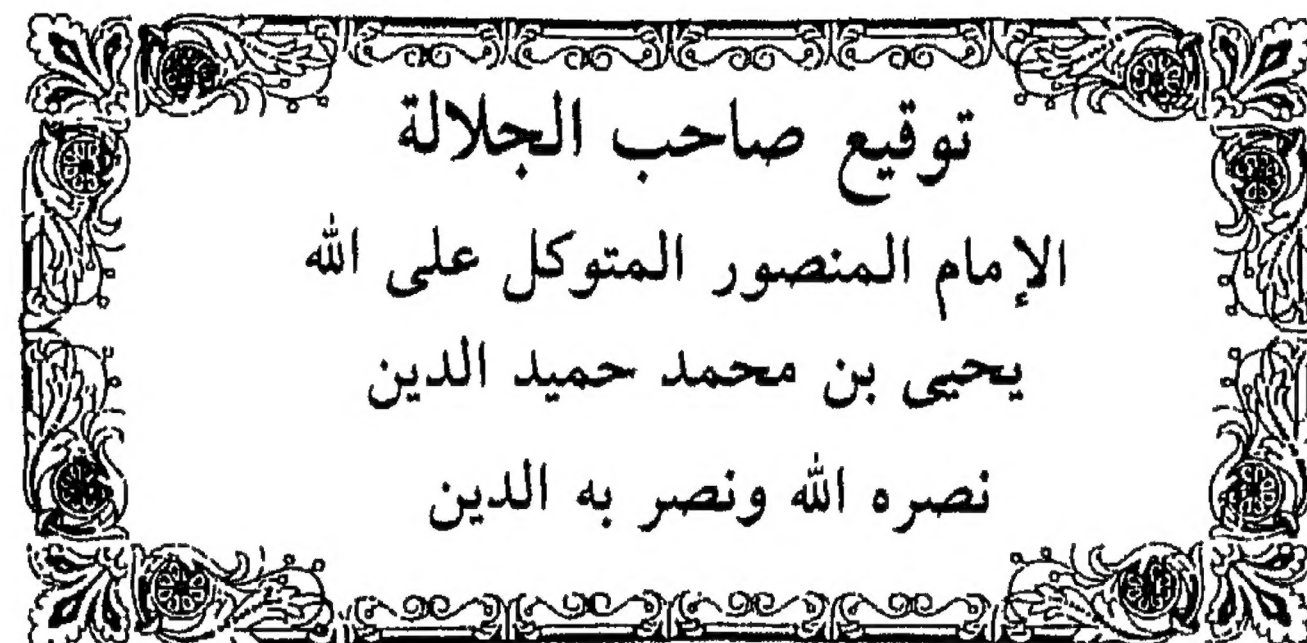 توقيع صاحب الجلالة
الإمام المنصور المتوكل على الله
يحيى بن محمد حميد الدين
نصره الله ونصر به الدين